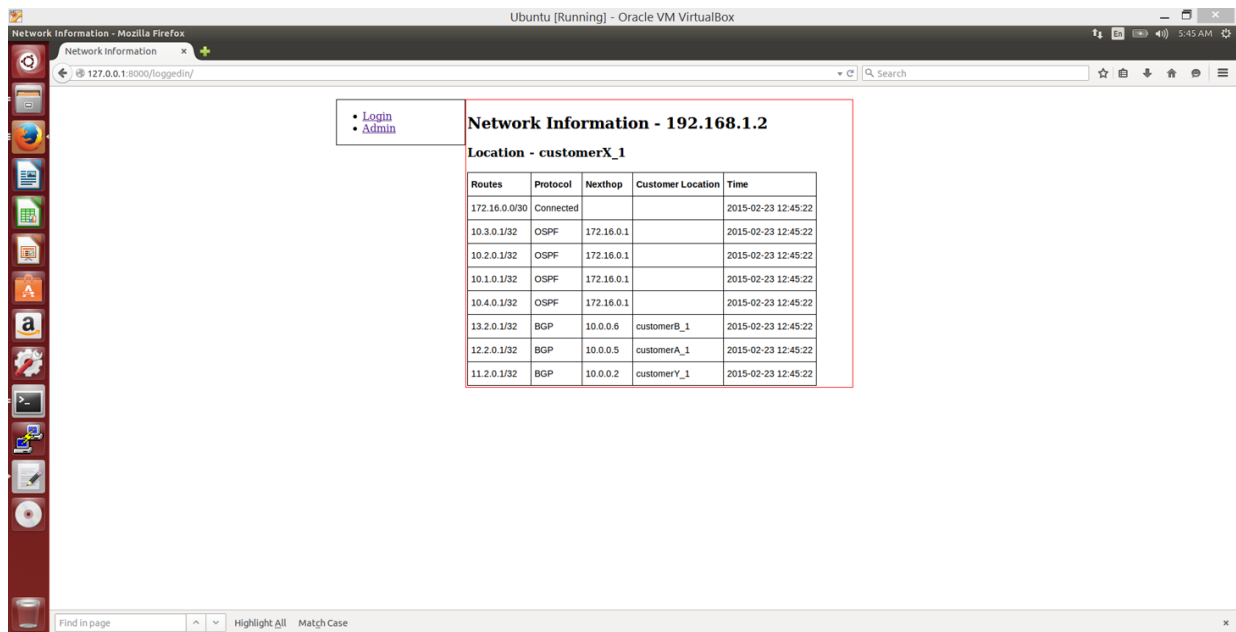 Ubuntu [Running] - Oracle VM VirtualBox
Network Information - Mozilla Firefox
En
5:45 AM
Network Information
127.0.0.1:8000/loggedin/
Search
Login
Admin
Network Information - 192.168.1.2
Location - customerX_1
Routes Protocol Nexthop Customer Location Time
172.16.0.0/30 Connected 2015-02-23 12:45:22
10.3.0.1/32 OSPF 172.16.0.1 2015-02-23 12:45:22
10.2.0.1/32 OSPF 172.16.0.1 2015-02-23 12:45:22
10.1.0.1/32 OSPF 172.16.0.1 2015-02-23 12:45:22
10.4.0.1/32 OSPF 172.16.0.1 2015-02-23 12:45:22
13.2.0.1/32 BGP 10.0.0.6 customerB_1 2015-02-23 12:45:22
12.2.0.1/32 BGP 10.0.0.5 customerA_1 2015-02-23 12:45:22
11.2.0.1/32 BGP 10.0.0.2 customerY_1 2015-02-23 12:45:22
Find in page Highlight All Match Case